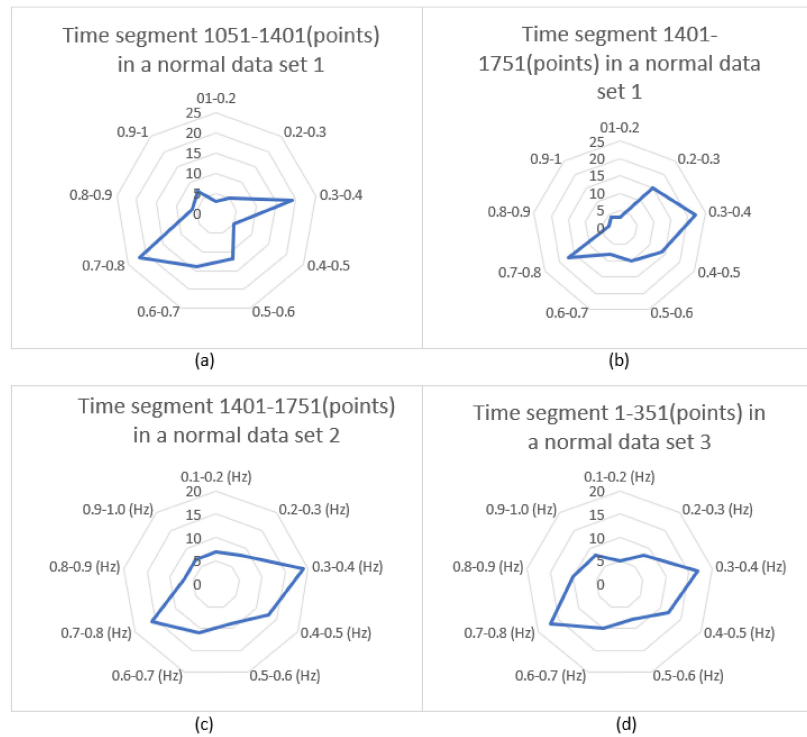 Time segment 1051-1401(points)
in a normal data set 1
01-0.2
25
20
15
10
5
0
0.2-0.3
0.3-0.4
0.4-0.5
0.5-0.6
0.6-0.7
0.7-0.8
0.8-0.9
0.9-1
(a)
Time segment 1401-
1751(points) in a normal data
set 1
01-0.2
25
20
15
10
5
0
0.2-0.3
0.3-0.4
0.4-0.5
0.5-0.6
0.6-0.7
0.7-0.8
0.8-0.9
0.9-1
(b)
Time segment 1401-1751(points)
in a normal data set 2
0.1-0.2 (Hz)
20
15
10
5
0
0.2-0.3 (Hz)
0.3-0.4 (Hz)
0.4-0.5 (Hz)
0.5-0.6 (Hz)
0.6-0.7 (Hz)
0.7-0.8 (Hz)
0.8-0.9 (Hz)
0.9-1.0 (Hz)
(c)
Time segment 1-351(points) in
a normal data set 3
0.1-0.2 (Hz)
20
15
10
5
0
0.2-0.3 (Hz)
0.3-0.4 (Hz)
0.4-0.5 (Hz)
0.5-0.6 (Hz)
0.6-0.7 (Hz)
0.7-0.8 (Hz)
0.8-0.9 (Hz)
0.9-1.0 (Hz)
(d)